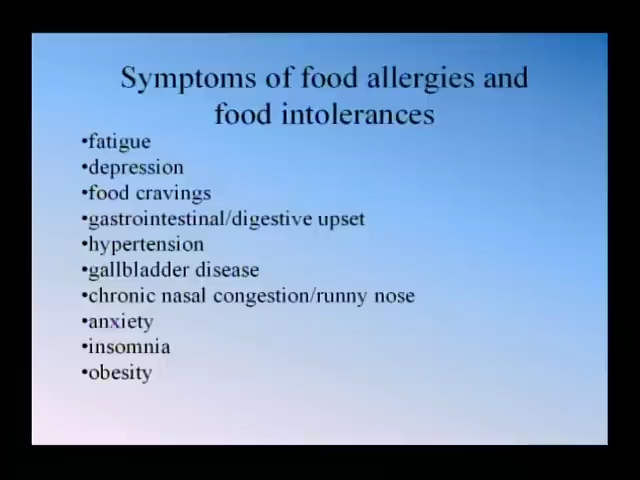 Symptoms of food allergies and
food intolerances
•fatigue
•depression
•food cravings
•gastrointestinal/digestive upset
•hypertension
•gallbladder disease
•chronic nasal congestion/runny nose
•anxiety
•insomnia
•obesity